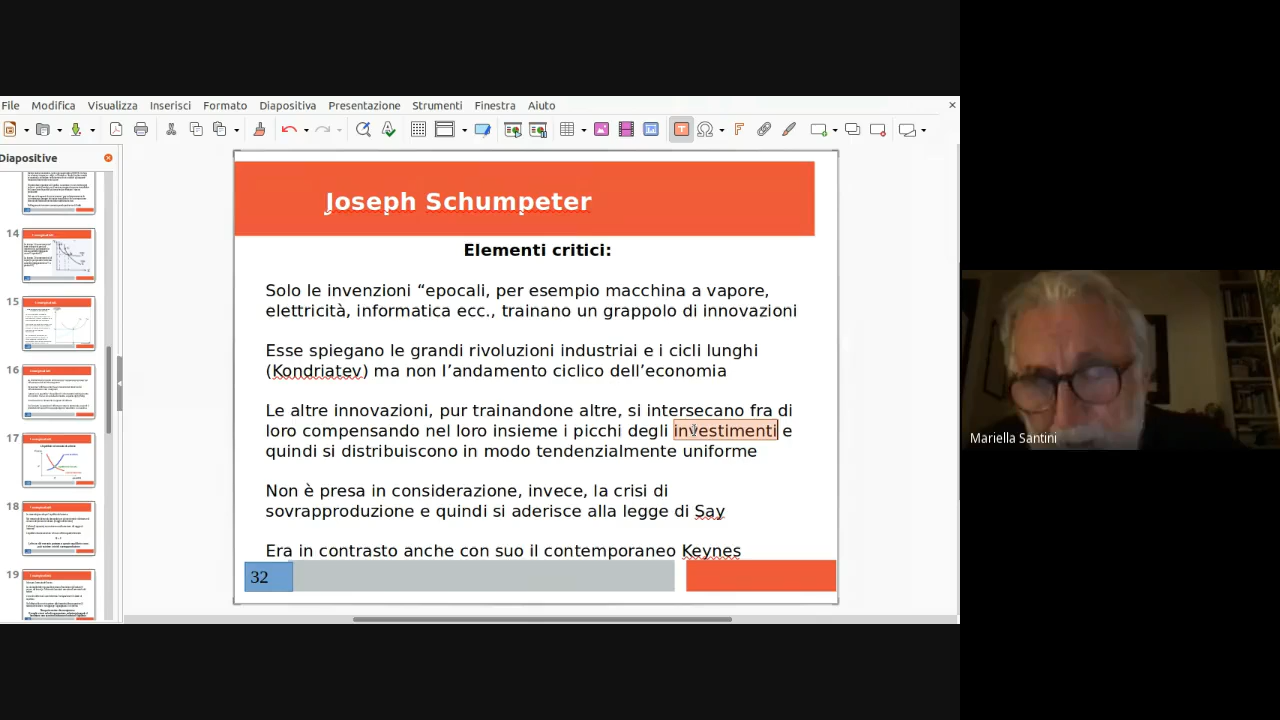 File Modifica Visualizza Inserisci Formato Diapositiva Presentazione Strumenti Finestra Aiuto
Diapositive
14
15
16
17
18
19
Joseph Schumpeter
Elementi critici:
Solo le invenzioni “epocali, per esempio macchina a vapore,
elettricità, informatica ecc., trainano un grappolo di innovazioni
Esse spiegano le grandi rivoluzioni industriai e i cicli lunghi
(Kondriatev) ma non l’andamento ciclico dell’economia
Le altre innovazioni, pur trainandone altre, si intersecano fra di
loro compensando nel loro insieme i picchi degli investimenti e
quindi si distribuiscono in modo tendenzialmente uniforme
Non è presa in considerazione, invece, la crisi di
sovrapproduzione e quindi si aderisce alla legge di Say
Era in contrasto anche con suo il contemporaneo Keynes
32
Mariella Santini